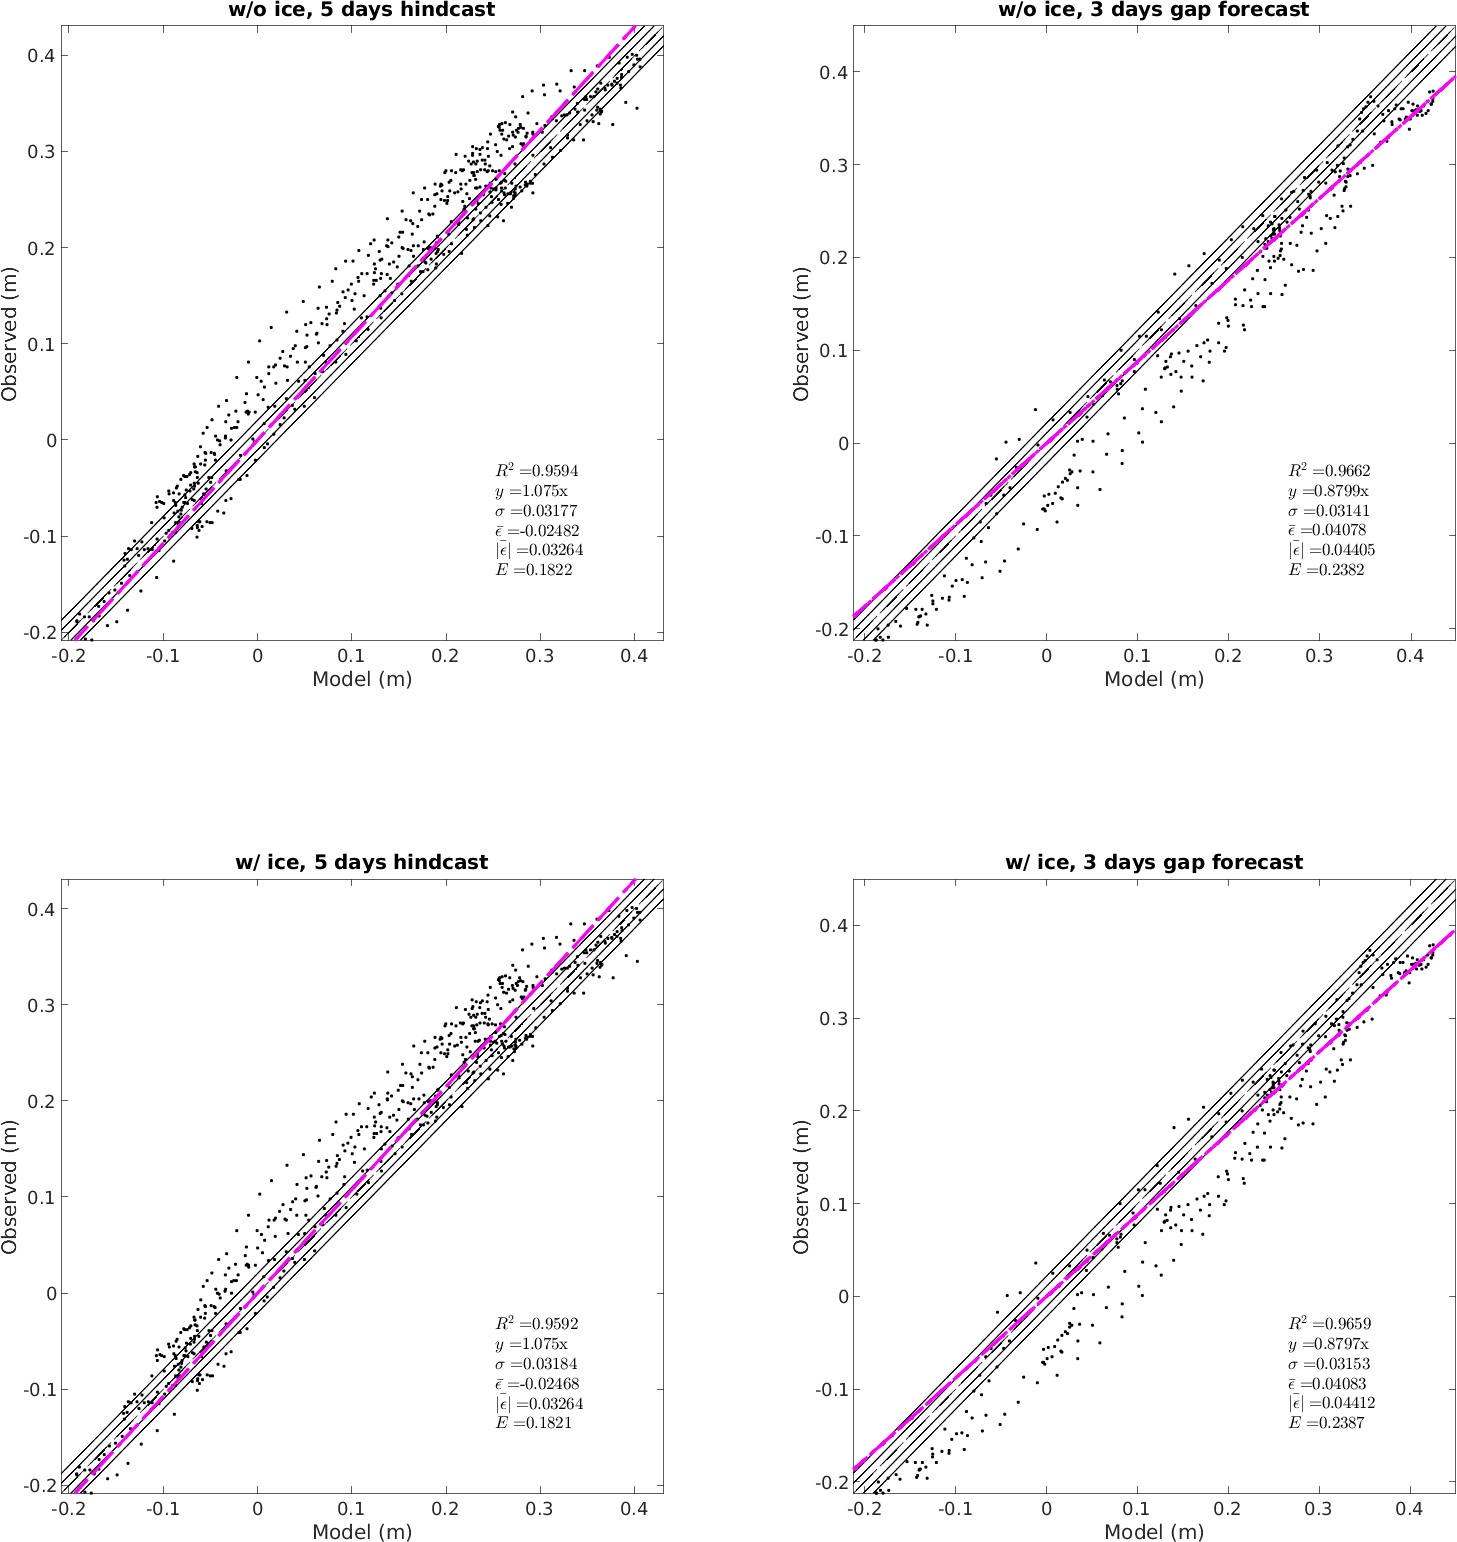 w/o ice, 5 days hindcast
0.4
0.3
0.2
0.1
0
-0.1
-0.2
Observed (m)
R² =0.9594
y =1.075x
σ =0.03177
ε̄ =-0.02482
|ε̄| =0.03264
E =0.1822
-0.2 -0.1 0 0.1 0.2 0.3 0.4
Model (m)
w/o ice, 3 days gap forecast
0.4
0.3
0.2
0.1
0
-0.1
-0.2
Observed (m)
R² =0.9662
y =0.8799x
σ =0.03141
ε̄ =0.04078
|ε̄| =0.04405
E =0.2382
-0.2 -0.1 0 0.1 0.2 0.3 0.4
Model (m)
w/ ice, 5 days hindcast
0.4
0.3
0.2
0.1
0
-0.1
-0.2
Observed (m)
R² =0.9592
y =1.075x
σ =0.03184
ε̄ =-0.02468
|ε̄| =0.03264
E =0.1821
-0.2 -0.1 0 0.1 0.2 0.3 0.4
Model (m)
w/ ice, 3 days gap forecast
0.4
0.3
0.2
0.1
0
-0.1
-0.2
Observed (m)
R² =0.9659
y =0.8797x
σ =0.03153
ε̄ =0.04083
|ε̄| =0.04412
E =0.2387
-0.2 -0.1 0 0.1 0.2 0.3 0.4
Model (m)